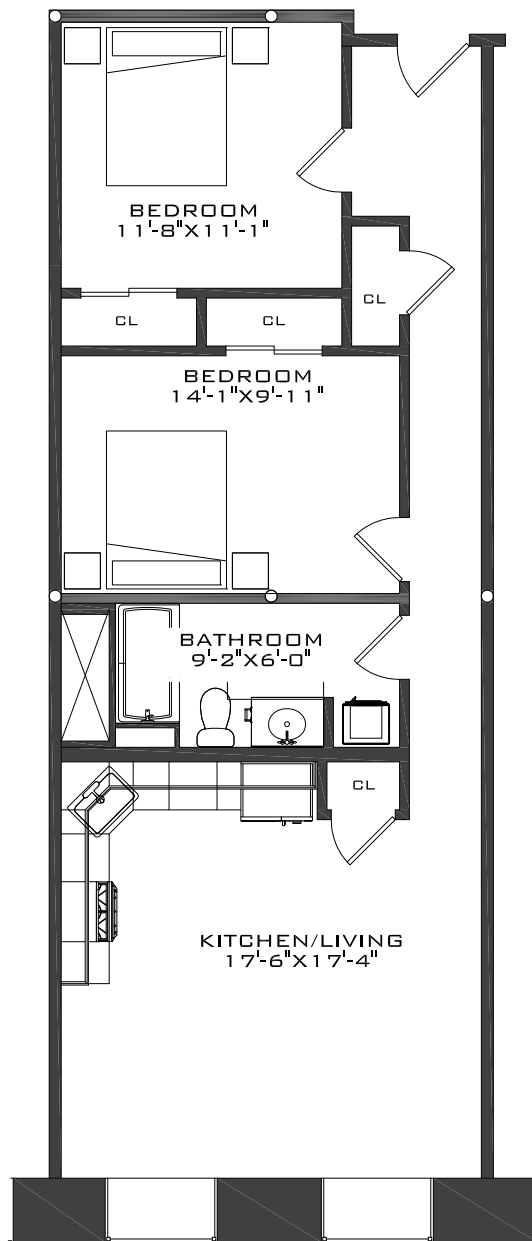 BEDROOM
11'-8"X11'-1"
CL
CL
CL
BEDROOM
14'-1"X9'-11"
BATHROOM
9'-2"X6'-0"
CL
KITCHEN/LIVING
17'-6"X17'-4"